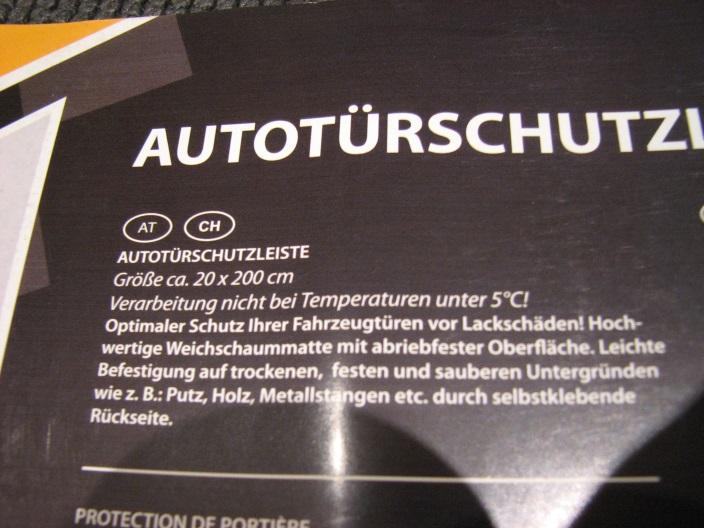 AUTOTÜRSCHUTZL
AT CH
AUTOTÜRSCHUTZLEISTE
Größe ca. 20 x 200 cm
Verarbeitung nicht bei Temperaturen unter 5°C!
Optimaler Schutz Ihrer Fahrzeugtüren vor Lackschäden! Hoch-
wertige Weichschaummatte mit abriebfester Oberfläche. Leichte
Befestigung auf trockenen, festen und sauberen Untergründen
wie z. B.: Putz, Holz, Metallstangen etc. durch selbstklebende
Rückseite.
PROTECTION DE PORTIÈRE